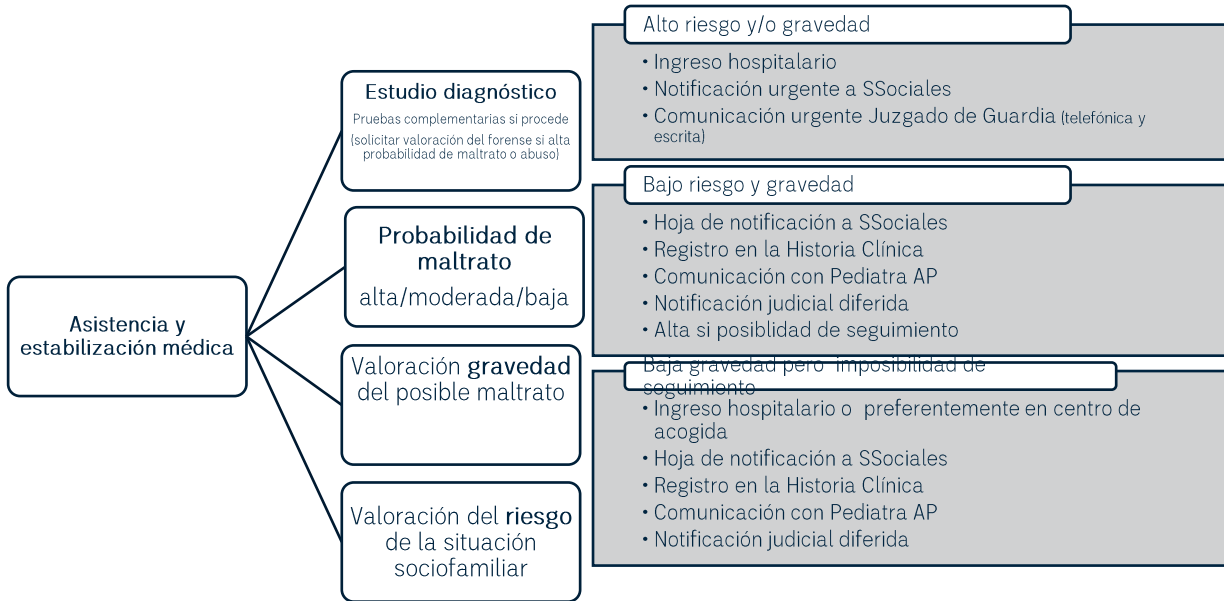 Asistencia y
estabilización médica
Estudio diagnóstico
Pruebas complementarias si procede
(solicitar valoración del forense si alta
probabilidad de maltrato o abuso)
Probabilidad de
maltrato
alta/moderada/baja
Valoración gravedad
del posible maltrato
Valoración del riesgo
de la situación
sociofamiliar
Alto riesgo y/o gravedad
• Ingreso hospitalario
• Notificación urgente a SSociales
• Comunicación urgente Juzgado de Guardia (telefónica y
escrita)
Bajo riesgo y gravedad
• Hoja de notificación a SSociales
• Registro en la Historia Clínica
• Comunicación con Pediatra AP
• Notificación judicial diferida
• Alta si posiblidad de seguimiento
Baja gravedad pero imposibilidad de
seguimiento
• Ingreso hospitalario o preferentemente en centro de
acogida
• Hoja de notificación a SSociales
• Registro en la Historia Clínica
• Comunicación con Pediatra AP
• Notificación judicial diferida